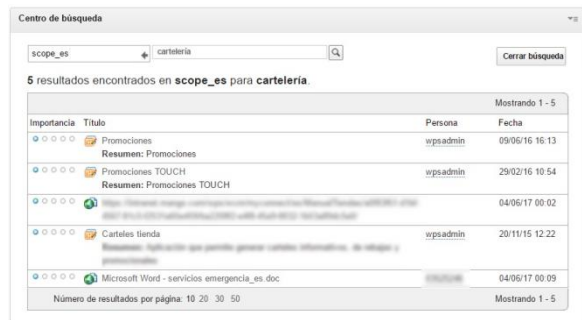 Centro de búsqueda
scope_es cartelería
Cerrar búsqueda
5 resultados encontrados en scope_es para cartelería.
Mostrando 1 - 5
Importancia Título Persona Fecha
Promociones wpsadmin 09/06/16 16:13
Resumen: Promociones
Promociones TOUCH wpsadmin 29/02/16 10:54
Resumen: Promociones TOUCH
04/06/17 00:02
Carteles tienda wpsadmin 20/11/15 12:22
Microsoft Word - servicios emergencia_es.doc 04/06/17 00:09
Número de resultados por página: 10 20 30 50 Mostrando 1 - 5